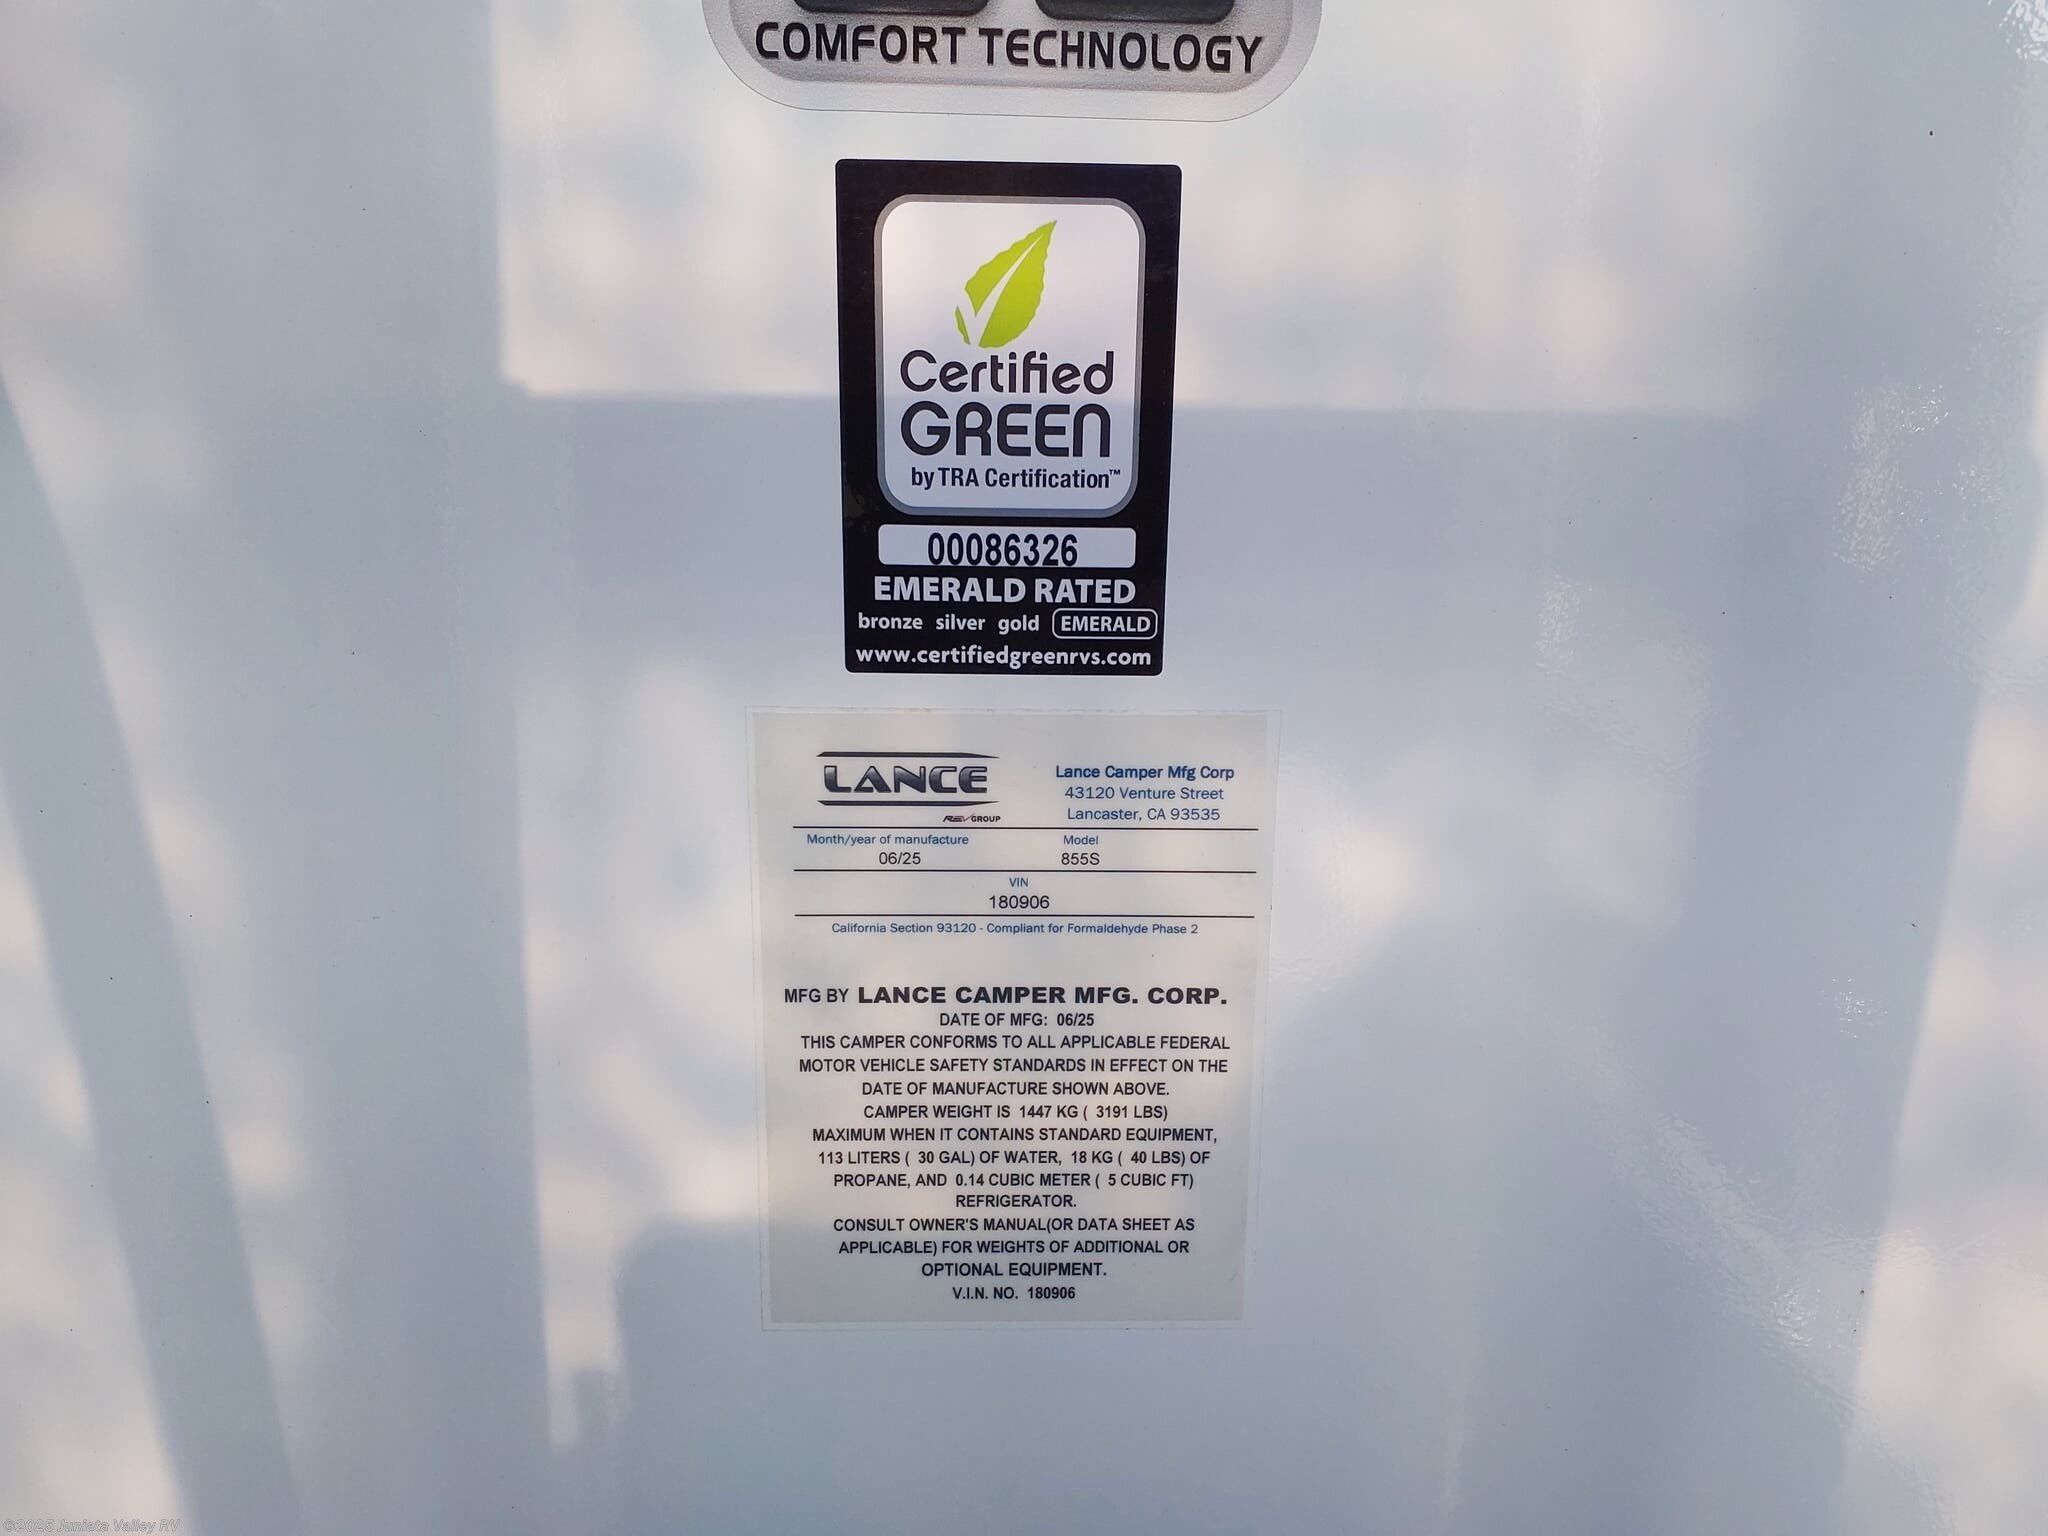 COMFORT TECHNOLOGY
Certified
GREEN
by TRA Certification™
00086326
EMERALD RATED
bronze silver gold EMERALD
www.certifiedgreenrvs.com
LANCE
REV GROUP
Lance Camper Mfg Corp
43120 Venture Street
Lancaster, CA 93535
Month/year of manufacture Model
06/25 855S
VIN
180906
California Section 93120 - Compliant for Formaldehyde Phase 2
MFG BY LANCE CAMPER MFG. CORP.
DATE OF MFG: 06/25
THIS CAMPER CONFORMS TO ALL APPLICABLE FEDERAL
MOTOR VEHICLE SAFETY STANDARDS IN EFFECT ON THE
DATE OF MANUFACTURE SHOWN ABOVE.
CAMPER WEIGHT IS 1447 KG ( 3191 LBS)
MAXIMUM WHEN IT CONTAINS STANDARD EQUIPMENT,
113 LITERS ( 30 GAL) OF WATER, 18 KG ( 40 LBS) OF
PROPANE, AND 0.14 CUBIC METER ( 5 CUBIC FT)
REFRIGERATOR.
CONSULT OWNER'S MANUAL(OR DATA SHEET AS
APPLICABLE) FOR WEIGHTS OF ADDITIONAL OR
OPTIONAL EQUIPMENT.
V.I.N. NO. 180906
©2025 Juniata Valley RV